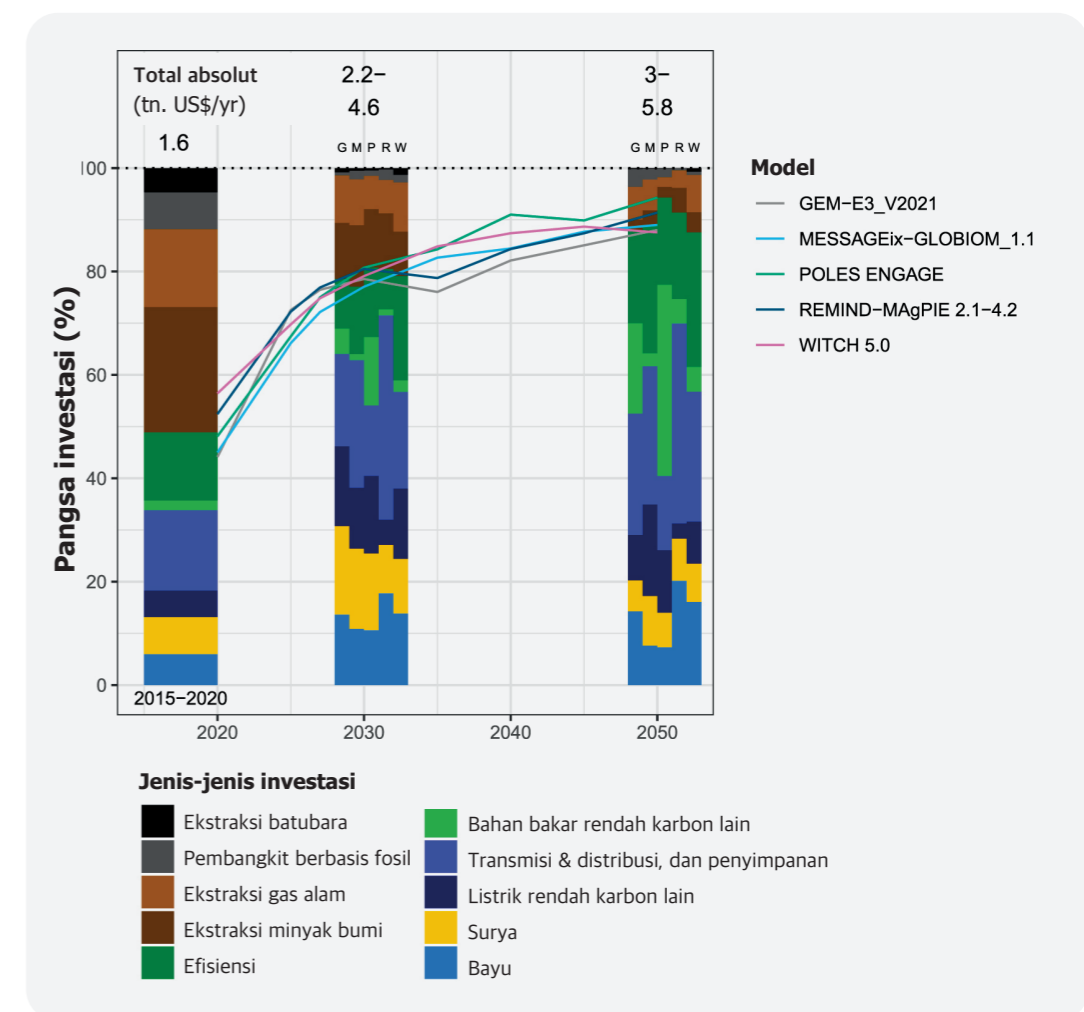 Total absolut
(tn. US$/yr)
1.6
2.2–
4.6
3–
5.8
G M P R W
G M P R W
100
80
60
40
20
0
Pangsa investasi (%)
2015–2020
2020
2030
2040
2050
Model
GEM–E3_V2021
MESSAGEix–GLOBIOM_1.1
POLES ENGAGE
REMIND–MAgPIE 2.1–4.2
WITCH 5.0
Jenis-jenis investasi
Ekstraksi batubara
Pembangkit berbasis fosil
Ekstraksi gas alam
Ekstraksi minyak bumi
Efisiensi
Bahan bakar rendah karbon lain
Transmisi & distribusi, dan penyimpanan
Listrik rendah karbon lain
Surya
Bayu